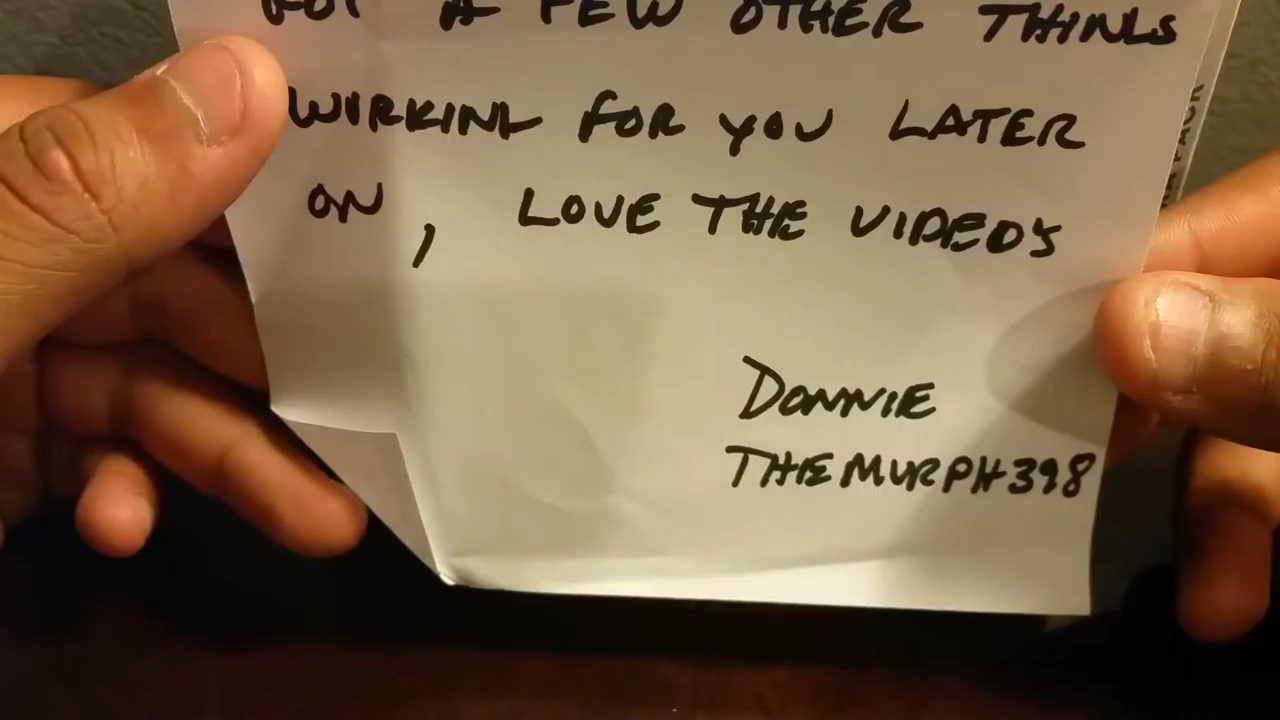 A FEW OTHER THINGS
WORKING FOR YOU LATER
ON, LOVE THE VIDEOS
DONNIE
THEMURPH398